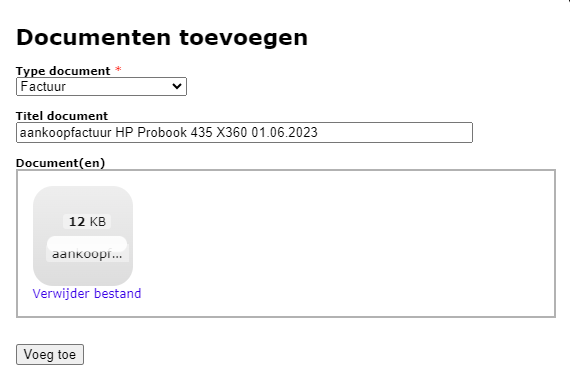 Documenten toevoegen
Type document *
Factuur
Titel document
aankoopfactuur HP Probook 435 X360 01.06.2023
Document(en)
12 KB
aankoopf...
Verwijder bestand
Voeg toe